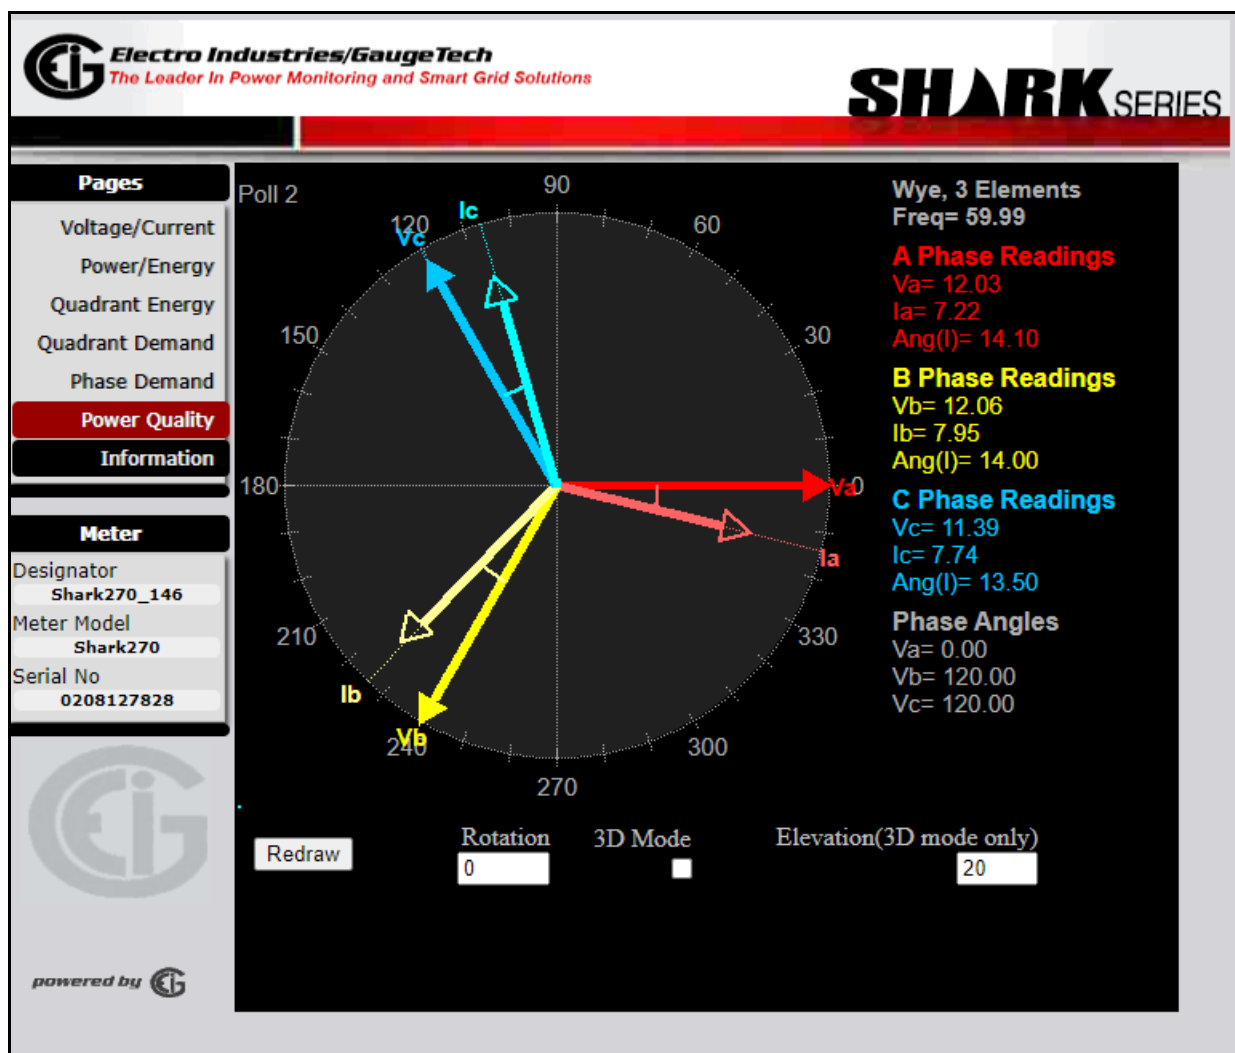 EIG
Electro Industries/GaugeTech
The Leader In Power Monitoring and Smart Grid Solutions
SHARK SERIES
Pages
Voltage/Current
Power/Energy
Quadrant Energy
Quadrant Demand
Phase Demand
Power Quality
Information
Meter
Designator
Shark270_146
Meter Model
Shark270
Serial No
0208127828
EIG
powered by EIG
Poll 2
90
120
Ic
Vc
60
150
30
180
Va
0
Ia
210
330
Ib
240
Vb
300
270
Wye, 3 Elements
Freq= 59.99
A Phase Readings
Va= 12.03
Ia= 7.22
Ang(I)= 14.10
B Phase Readings
Vb= 12.06
Ib= 7.95
Ang(I)= 14.00
C Phase Readings
Vc= 11.39
Ic= 7.74
Ang(I)= 13.50
Phase Angles
Va= 0.00
Vb= 120.00
Vc= 120.00
Redraw
Rotation
0
3D Mode
Elevation(3D mode only)
20